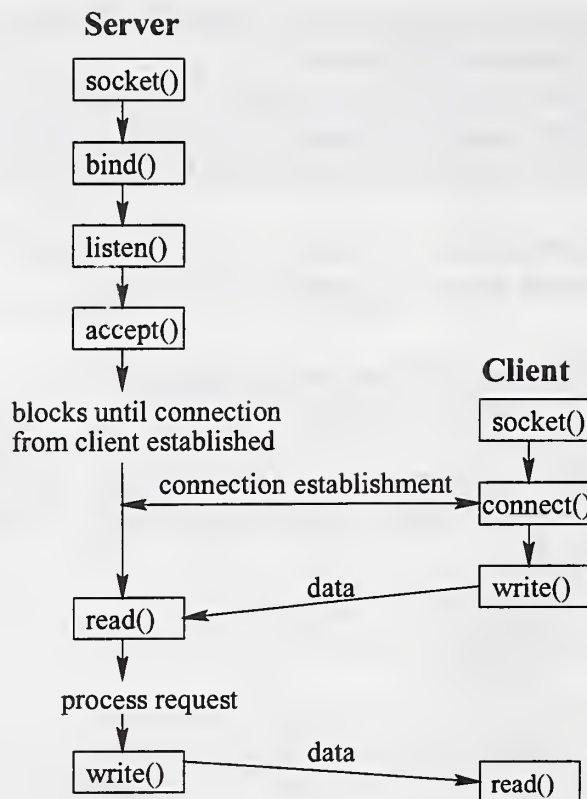 Server
socket()
bind()
listen()
accept()
blocks until connection
from client established
Client
socket()
connection establishment
connect()
data
write()
read()
process request
data
write()
read()